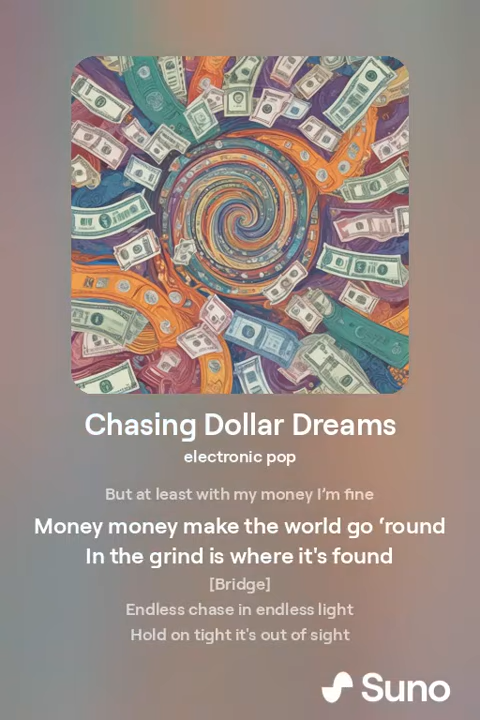 Chasing Dollar Dreams
electronic pop
But at least with my money I’m fine
Money money make the world go ‘round
In the grind is where it's found
[Bridge]
Endless chase in endless light
Hold on tight it's out of sight
Suno